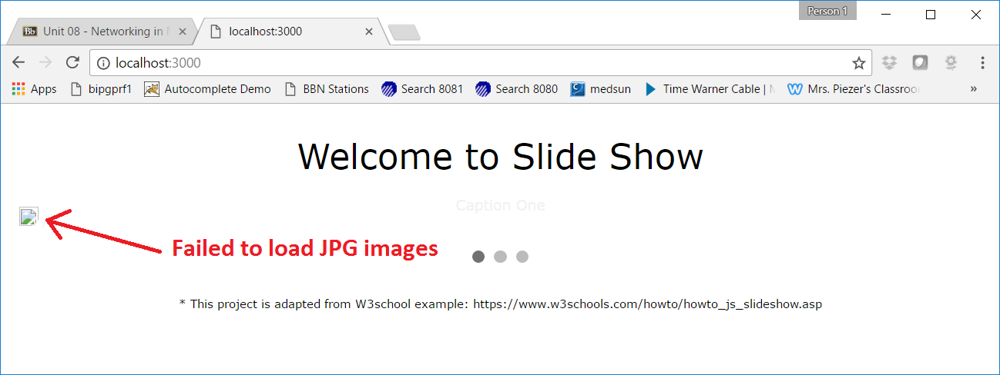 Person 1
Unit 08 - Networking in
localhost:3000
localhost:3000
Apps bipgprf1 Autocomplete Demo BBN Stations Search 8081 Search 8080 medsun Time Warner Cable | Mrs. Piezer's Classroo »
Welcome to Slide Show
Caption One
Failed to load JPG images
* This project is adapted from W3school example: https://www.w3schools.com/howto/howto_js_slideshow.asp